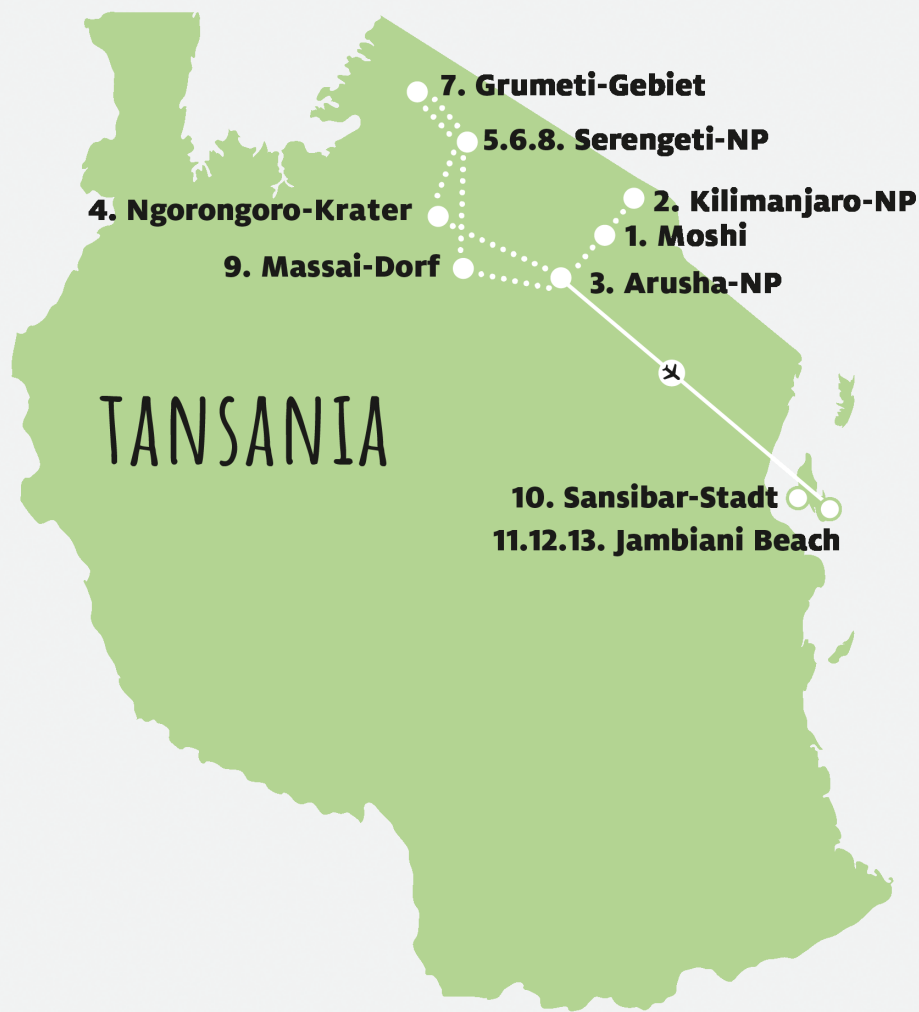 7. Grumeti-Gebiet
5.6.8. Serengeti-NP
4. Ngorongoro-Krater
2. Kilimanjaro-NP
1. Moshi
9. Massai-Dorf
3. Arusha-NP
TANSANIA
10. Sansibar-Stadt
11.12.13. Jambiani Beach